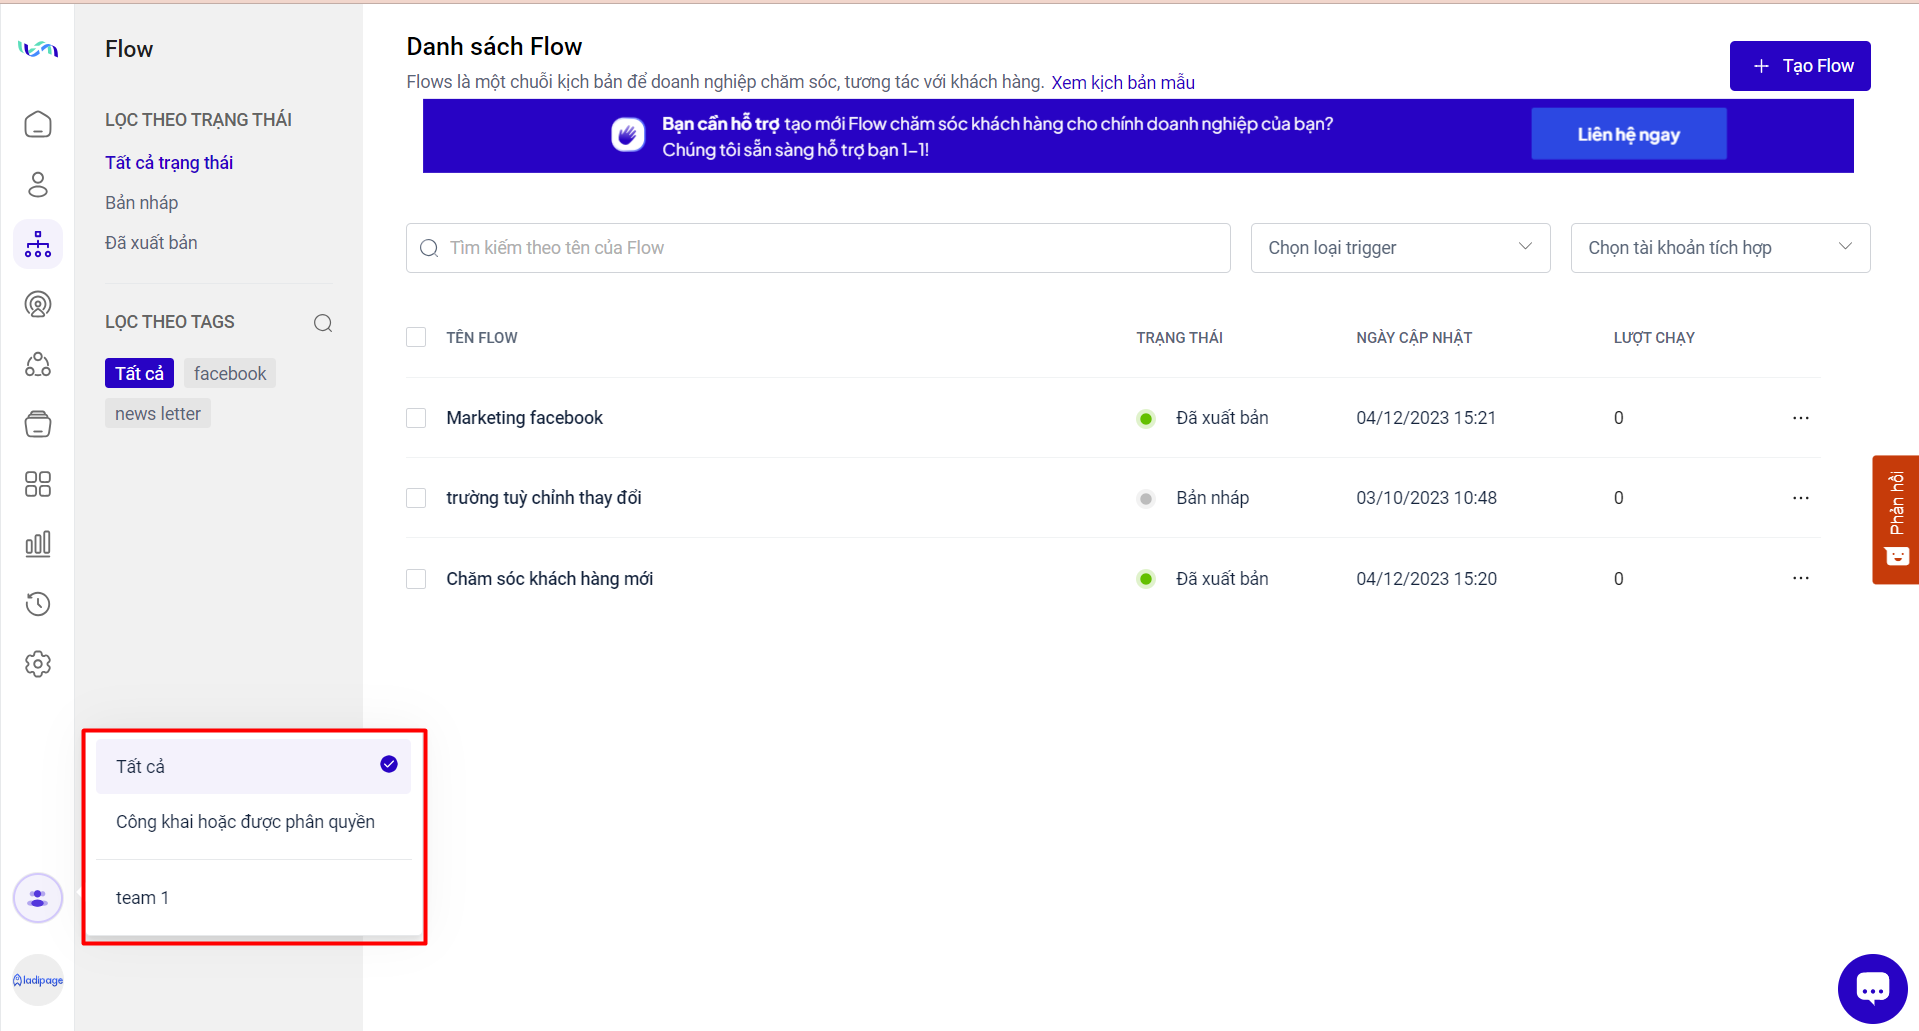 Flow
LỌC THEO TRẠNG THÁI
Tất cả trạng thái
Bản nháp
Đã xuất bản
LỌC THEO TAGS
Tất cả
facebook
news letter
Tất cả
Công khai hoặc được phân quyền
team 1
ladipage
Danh sách Flow
Flows là một chuỗi kịch bản để doanh nghiệp chăm sóc, tương tác với khách hàng. Xem kịch bản mẫu
+ Tạo Flow
Bạn cần hỗ trợ tạo mới Flow chăm sóc khách hàng cho chính doanh nghiệp của bạn?
Chúng tôi sẵn sàng hỗ trợ bạn 1-1!
Liên hệ ngay
Tìm kiếm theo tên của Flow
Chọn loại trigger
Chọn tài khoản tích hợp
TÊN FLOW TRẠNG THÁI NGÀY CẬP NHẬT LƯỢT CHẠY
Marketing facebook Đã xuất bản 04/12/2023 15:21 0
trường tuỳ chỉnh thay đổi Bản nháp 03/10/2023 10:48 0
Chăm sóc khách hàng mới Đã xuất bản 04/12/2023 15:20 0
Phản hồi